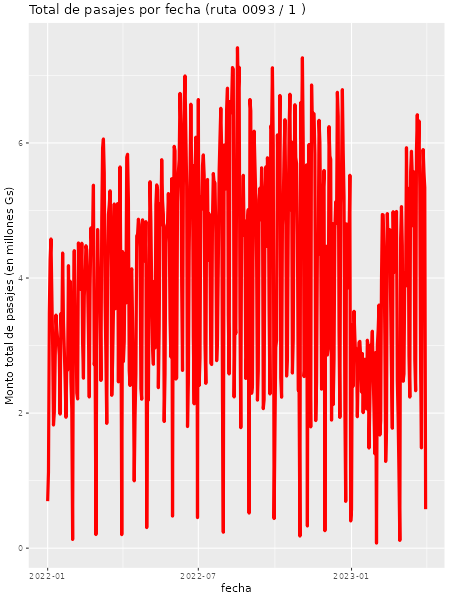 Total de pasajes por fecha (ruta 0093 / 1 )
Monto total de pasajes (en millones Gs)
6
4
2
0
2022-01 2022-07 2023-01
fecha